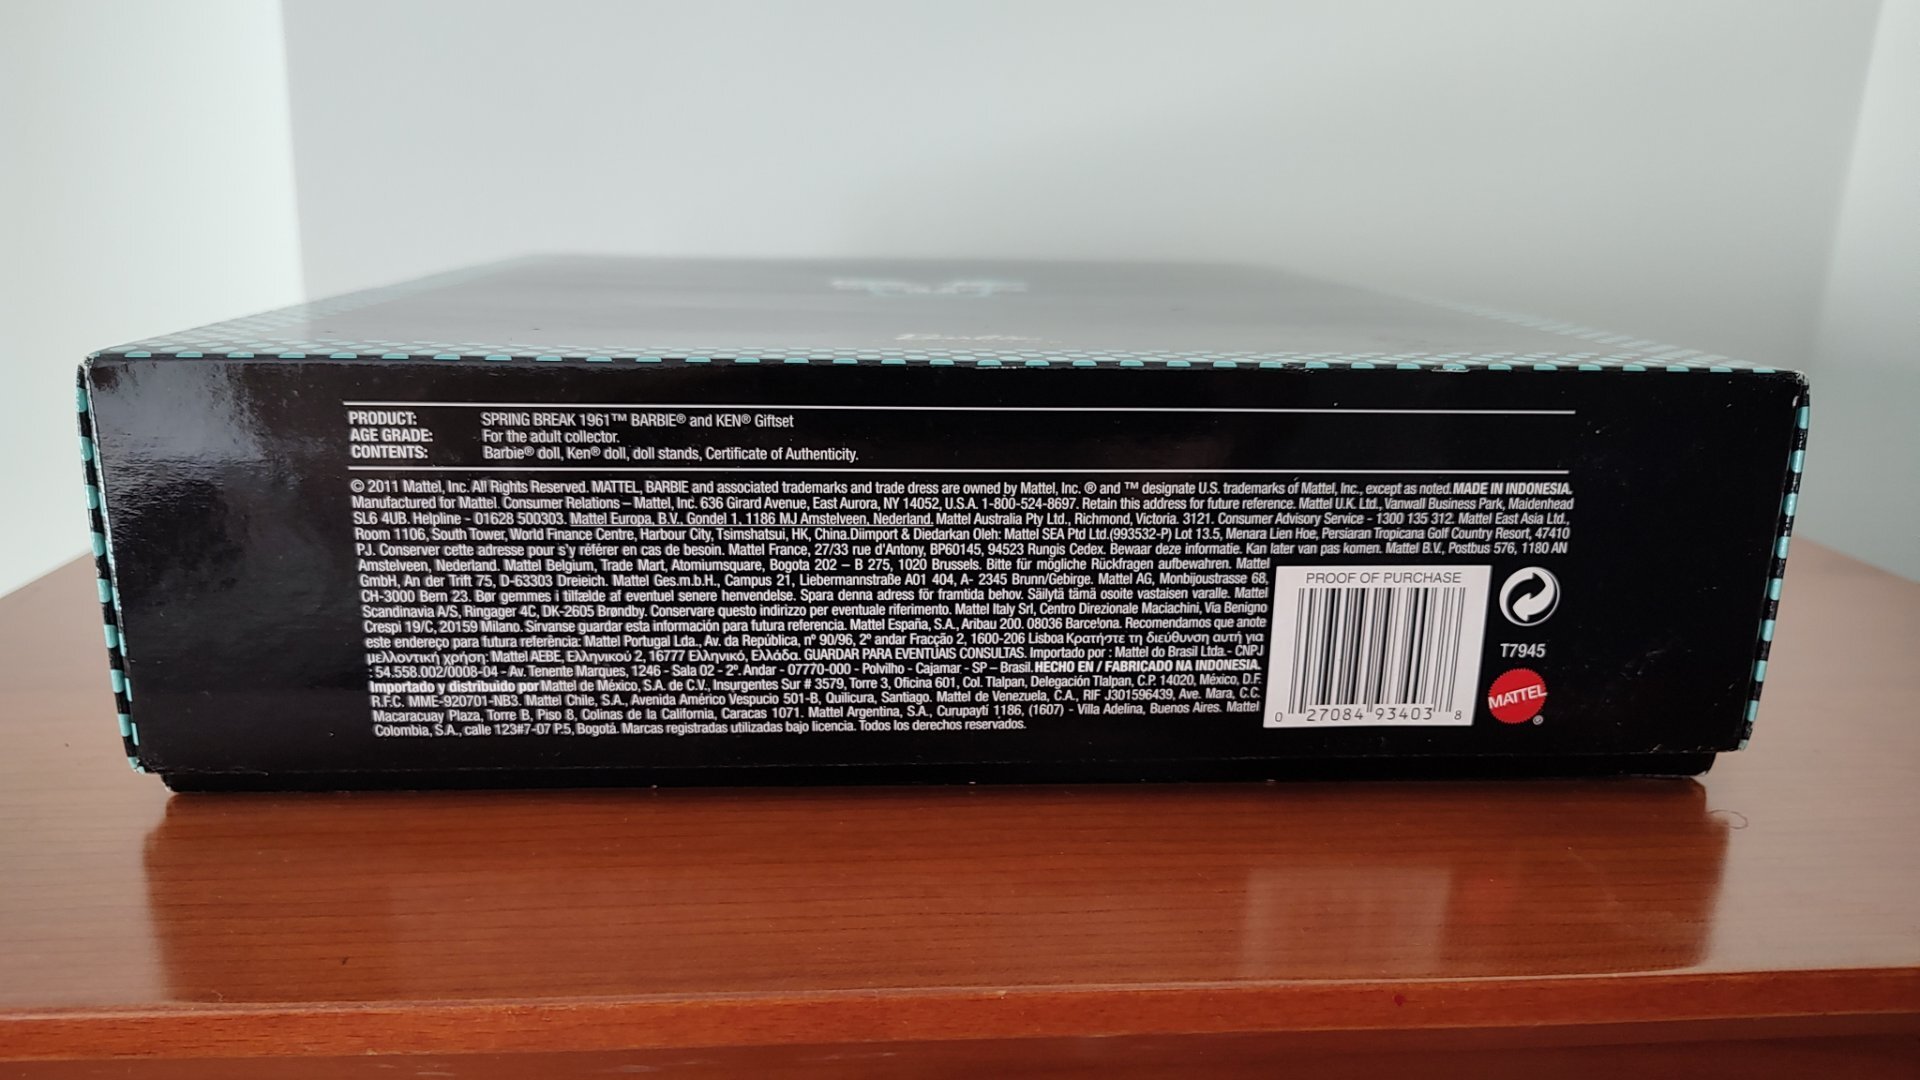 PRODUCT: SPRING BREAK 1961™ BARBIE® and KEN® Giftset
AGE GRADE: For the adult collector.
CONTENTS: Barbie® doll, Ken® doll, doll stands, Certificate of Authenticity.
© 2011 Mattel, Inc. All Rights Reserved. MATTEL, BARBIE and associated trademarks and trade dress are owned by Mattel, Inc. ® and ™ designate U.S. trademarks of Mattel, Inc., except as noted. MADE IN INDONESIA.
Manufactured for Mattel. Consumer Relations – Mattel, Inc. 636 Girard Avenue, East Aurora, NY 14052, U.S.A. 1-800-524-8697. Retain this address for future reference. Mattel U.K. Ltd., Vanwall Business Park, Maidenhead
SL6 4UB. Helpline - 01628 500303. Mattel Europa, B.V., Gondel 1, 1186 MJ Amstelveen, Nederland. Mattel Australia Pty Ltd., Richmond, Victoria. 3121. Consumer Advisory Service - 1300 135 312. Mattel East Asia Ltd.,
Room 1106, South Tower, World Finance Centre, Harbour City, Tsimshatsui, HK, China.Diimport & Diedarkan Oleh: Mattel SEA Ptd Ltd.(993532-P) Lot 13.5, Menara Lien Hoe, Persiaran Tropicana Golf Country Resort, 47410
PJ. Conserver cette adresse pour s'y référer en cas de besoin. Mattel France, 27/33 rue d'Antony, BP60145, 94523 Rungis Cedex. Bewaar deze informatie. Kan later van pas komen. Mattel B.V., Postbus 576, 1180 AN
Amstelveen, Nederland. Mattel Belgium, Trade Mart, Atomiumsquare, Bogota 202 – B 275, 1020 Brussels. Bitte für mögliche Rückfragen aufbewahren. Mattel
GmbH, An der Trift 75, D-63303 Dreieich. Mattel Ges.m.b.H., Campus 21, Liebermannstraße A01 404, A- 2345 Brunn/Gebirge. Mattel AG, Monbijoustrasse 68,
CH-3000 Bern 23. Bør gemmes i tilfælde af eventuel senere henvendelse. Spara denna adress för framtida behov. Säilytä tämä osoite vastaisen varalle. Mattel
Scandinavia A/S, Ringager 4C, DK-2605 Brøndby. Conservare questo indirizzo per eventuale riferimento. Mattel Italy Srl, Centro Direzionale Maciachini, Via Benigno
Crespi 19/C, 20159 Milano. Sírvanse guardar esta información para futura referencia. Mattel España, S.A., Aribau 200. 08036 Barcelona. Recomendamos que anote
este endereço para futura referência: Mattel Portugal Lda., Av. da República, nº 90/96, 2º andar Fracção 2, 1600-206 Lisboa Κρατήστε τη διεύθυνση αυτή για
μελλοντική χρήση: Mattel AEBE, Ελληνικού 2, 16777 Ελληνικό, Ελλάδα. GUARDAR PARA EVENTUAIS CONSULTAS. Importado por : Mattel do Brasil Ltda.- CNPJ
: 54.558.002/0008-04 - Av. Tenente Marques, 1246 - Sala 02 - 2º. Andar - 07770-000 - Polvilho - Cajamar - SP – Brasil. HECHO EN / FABRICADO NA INDONESIA.
Importado y distribuido por Mattel de México, S.A. de C.V., Insurgentes Sur # 3579, Torre 3, Oficina 601, Col. Tlalpan, Delegación Tlalpan, C.P. 14020, México, D.F.
R.F.C. MME-920701-NB3. Mattel Chile, S.A., Avenida Américo Vespucio 501-B, Quilicura, Santiago. Mattel de Venezuela, C.A., RIF J301596439, Ave. Mara, C.C.
Macaracuay Plaza, Torre B, Piso 8, Colinas de la California, Caracas 1071. Mattel Argentina, S.A., Curupaytí 1186, (1607) - Villa Adelina, Buenos Aires. Mattel
Colombia, S.A., calle 123#7-07 P.5, Bogotá. Marcas registradas utilizadas bajo licencia. Todos los derechos reservados.
PROOF OF PURCHASE
0 27084 93403 8
T7945
MATTEL®